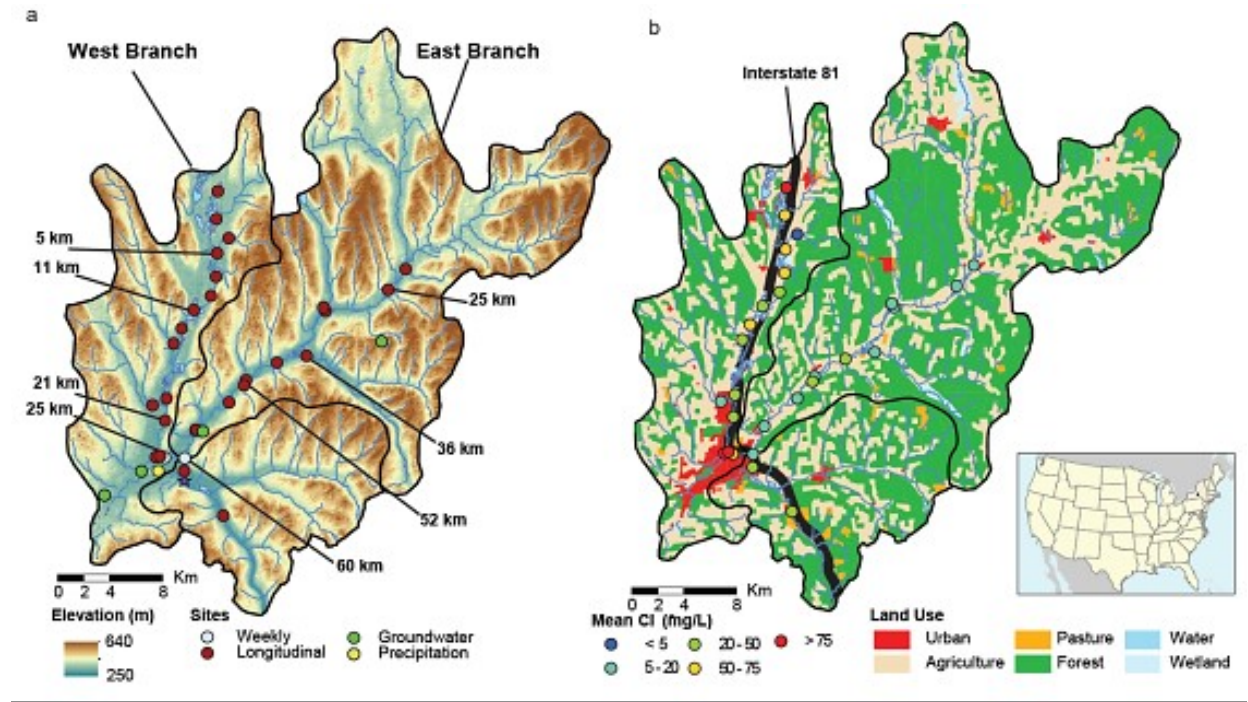 a
b
West Branch
East Branch
Interstate 81
5 km
11 km
25 km
21 km
25 km
36 km
52 km
60 km
Km
0 2 4 8
Km
0 2 4 8
Elevation (m)
640
250
Sites
Weekly
Longitudinal
Groundwater
Precipitation
Mean Cl (fmg/L)
< 5
5 - 20
20 - 50
50 - 75
> 75
Land Use
Urban
Agriculture
Pasture
Forest
Water
Wetland